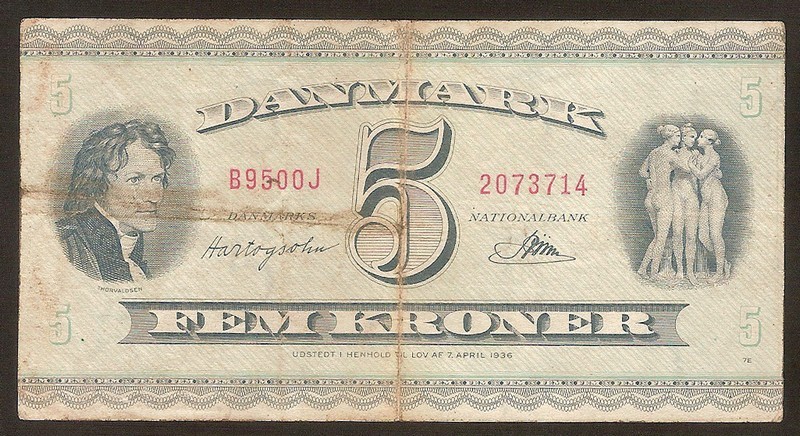 5 5
DANMARK
5
B9500J 2073714
DANMARKS NATIONALBANK
Hartogsohn
THORVALDSEN
5 5
FEM KRONER
UDSTEDT I HENHOLD TIL LOV AF 7. APRIL 1936
7E